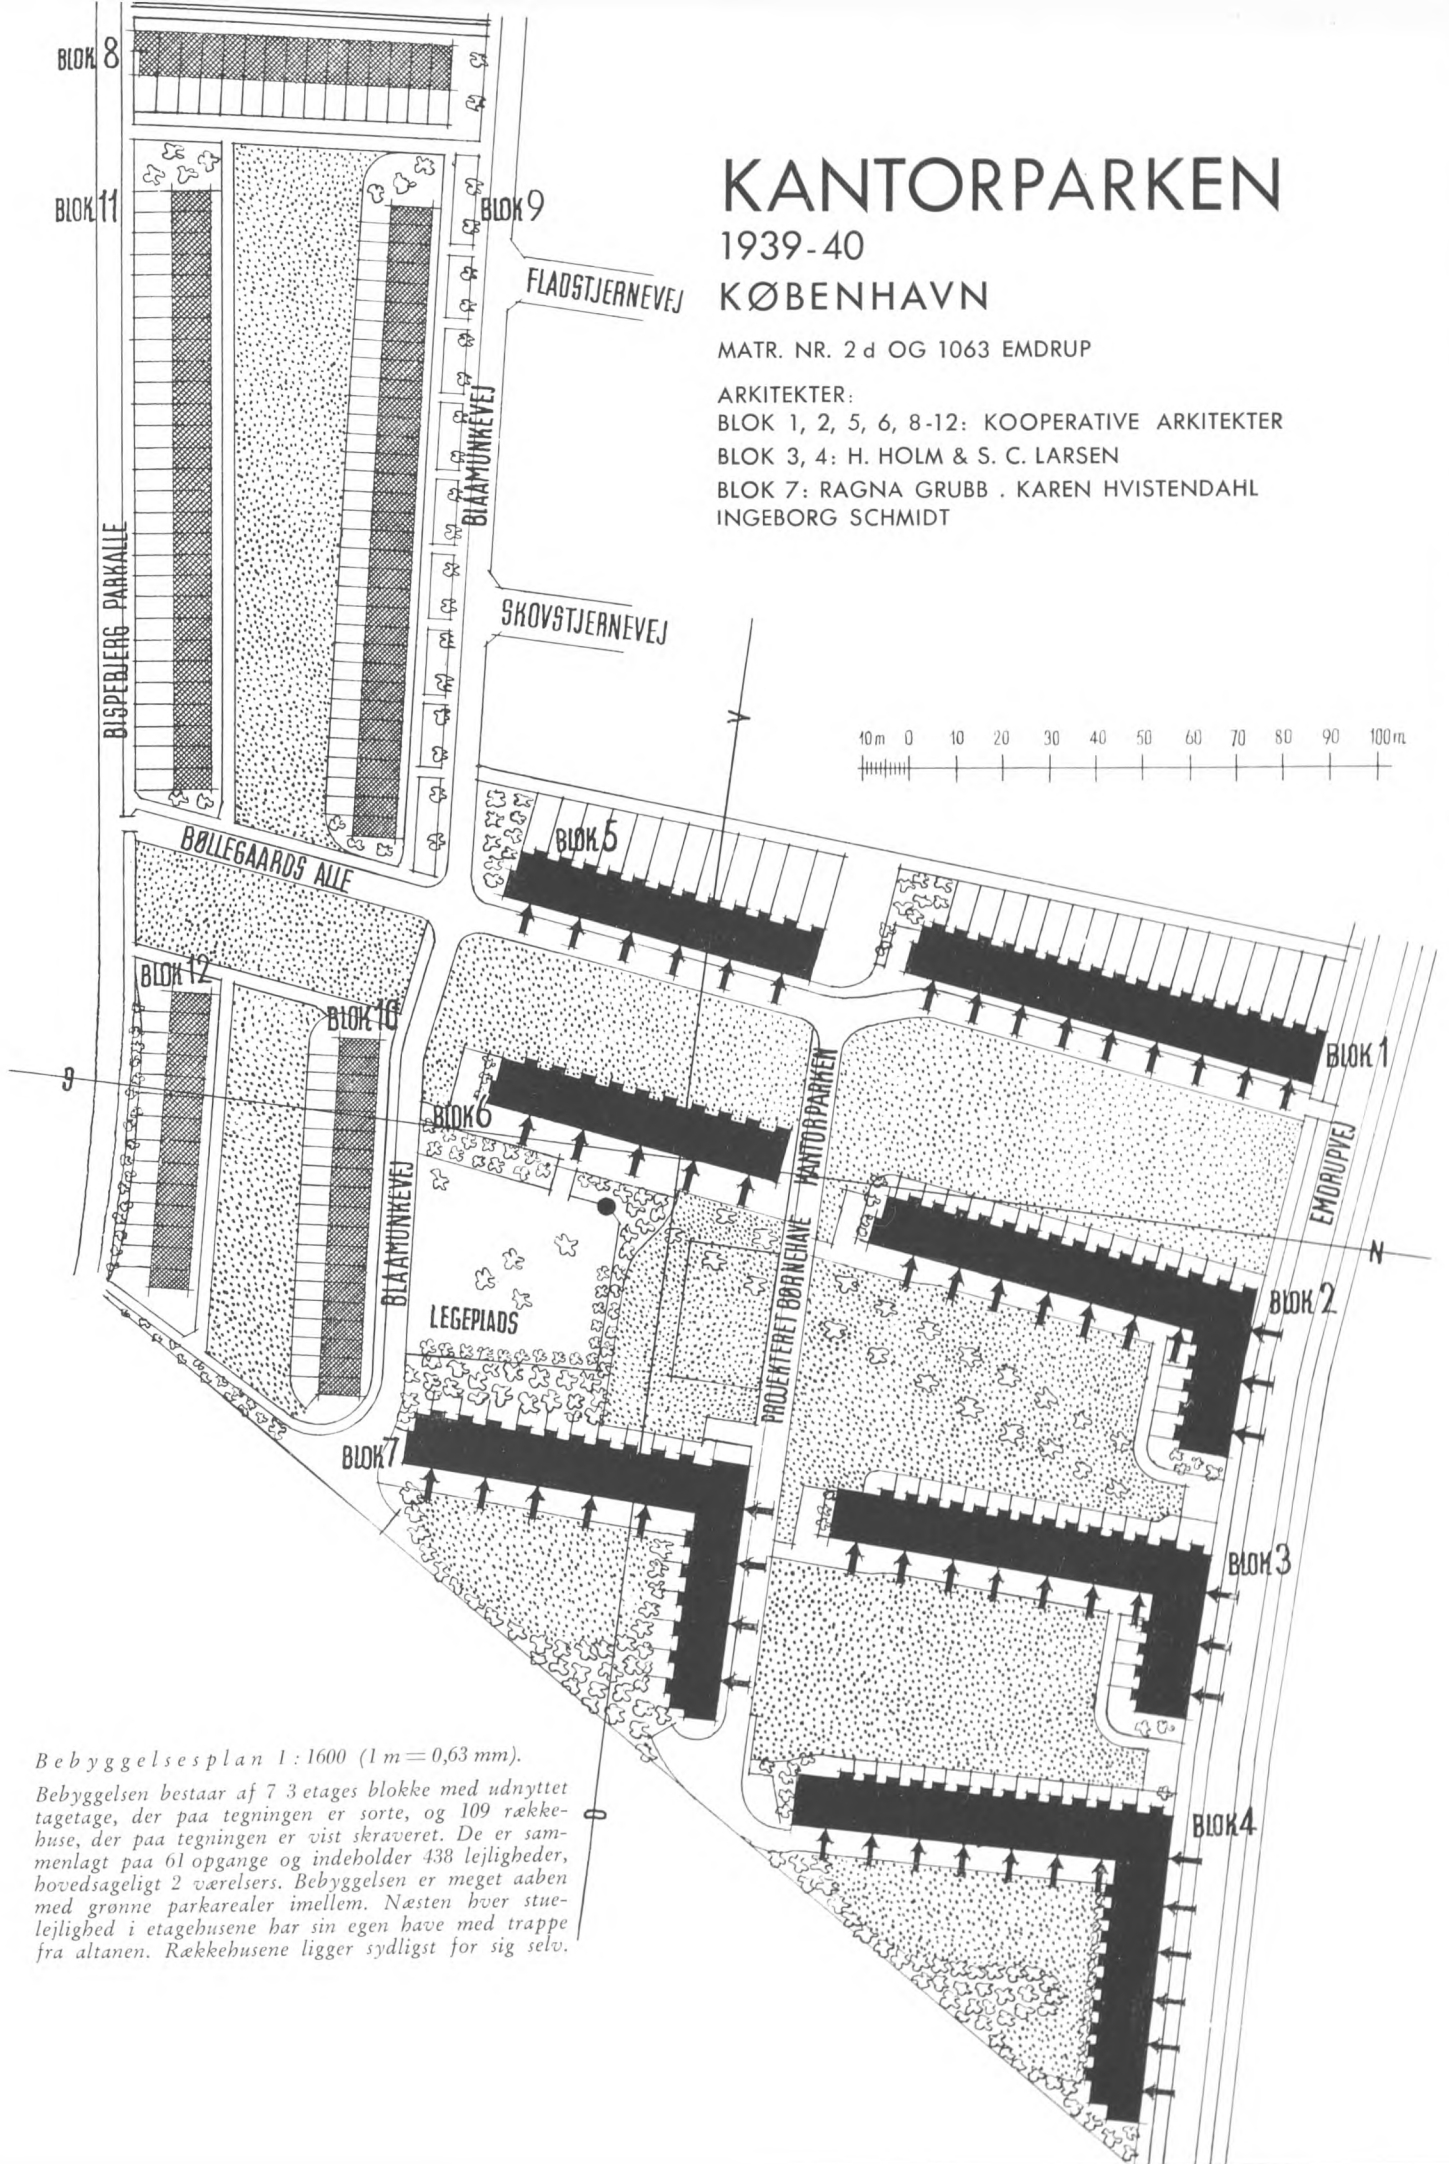 KANTORPARKEN
1939-40
KØBENHAVN
MATR. NR. 2 d OG 1063 EMDRUP
ARKITEKTER:
BLOK 1, 2, 5, 6, 8-12: KOOPERATIVE ARKITEKTER
BLOK 3, 4: H. HOLM & S. C. LARSEN
BLOK 7: RAGNA GRUBB . KAREN HVISTENDAHL
INGEBORG SCHMIDT
BLOK 8
BLOK 11
BLOK 9
FLADSTJERNEVEJ
BLAAMUNKEVEJ
BISPEBJERG PARKALLE
SKOVSTJERNEVEJ
V
10m 0 10 20 30 40 50 60 70 80 90 100m
BØLLEGAARDS ALLE
BLOK 5
BLOK 12
BLOK 10
BLOK 1
S
BLOK 6
KANTORPARKEN
EMDRUPVEJ
BLAAMUNKEVEJ
N
LEGEPLADS
PROJEKTERET BØRNEHAVE
BLOK 2
BLOK 7
BLOK 3
BLOK 4
O
Bebyggelsesplan 1 : 1600 (1 m = 0,63 mm).
Bebyggelsen bestaar af 7 3 etages blokke med udnyttet
tagetage, der paa tegningen er sorte, og 109 række-
huse, der paa tegningen er vist skraveret. De er sam-
menlagt paa 61 opgange og indeholder 438 lejligheder,
hovedsageligt 2 værelsers. Bebyggelsen er meget aaben
med grønne parkarealer imellem. Næsten hver stue-
lejlighed i etagehusene har sin egen have med trappe
fra altanen. Rækkehusene ligger sydligst for sig selv.